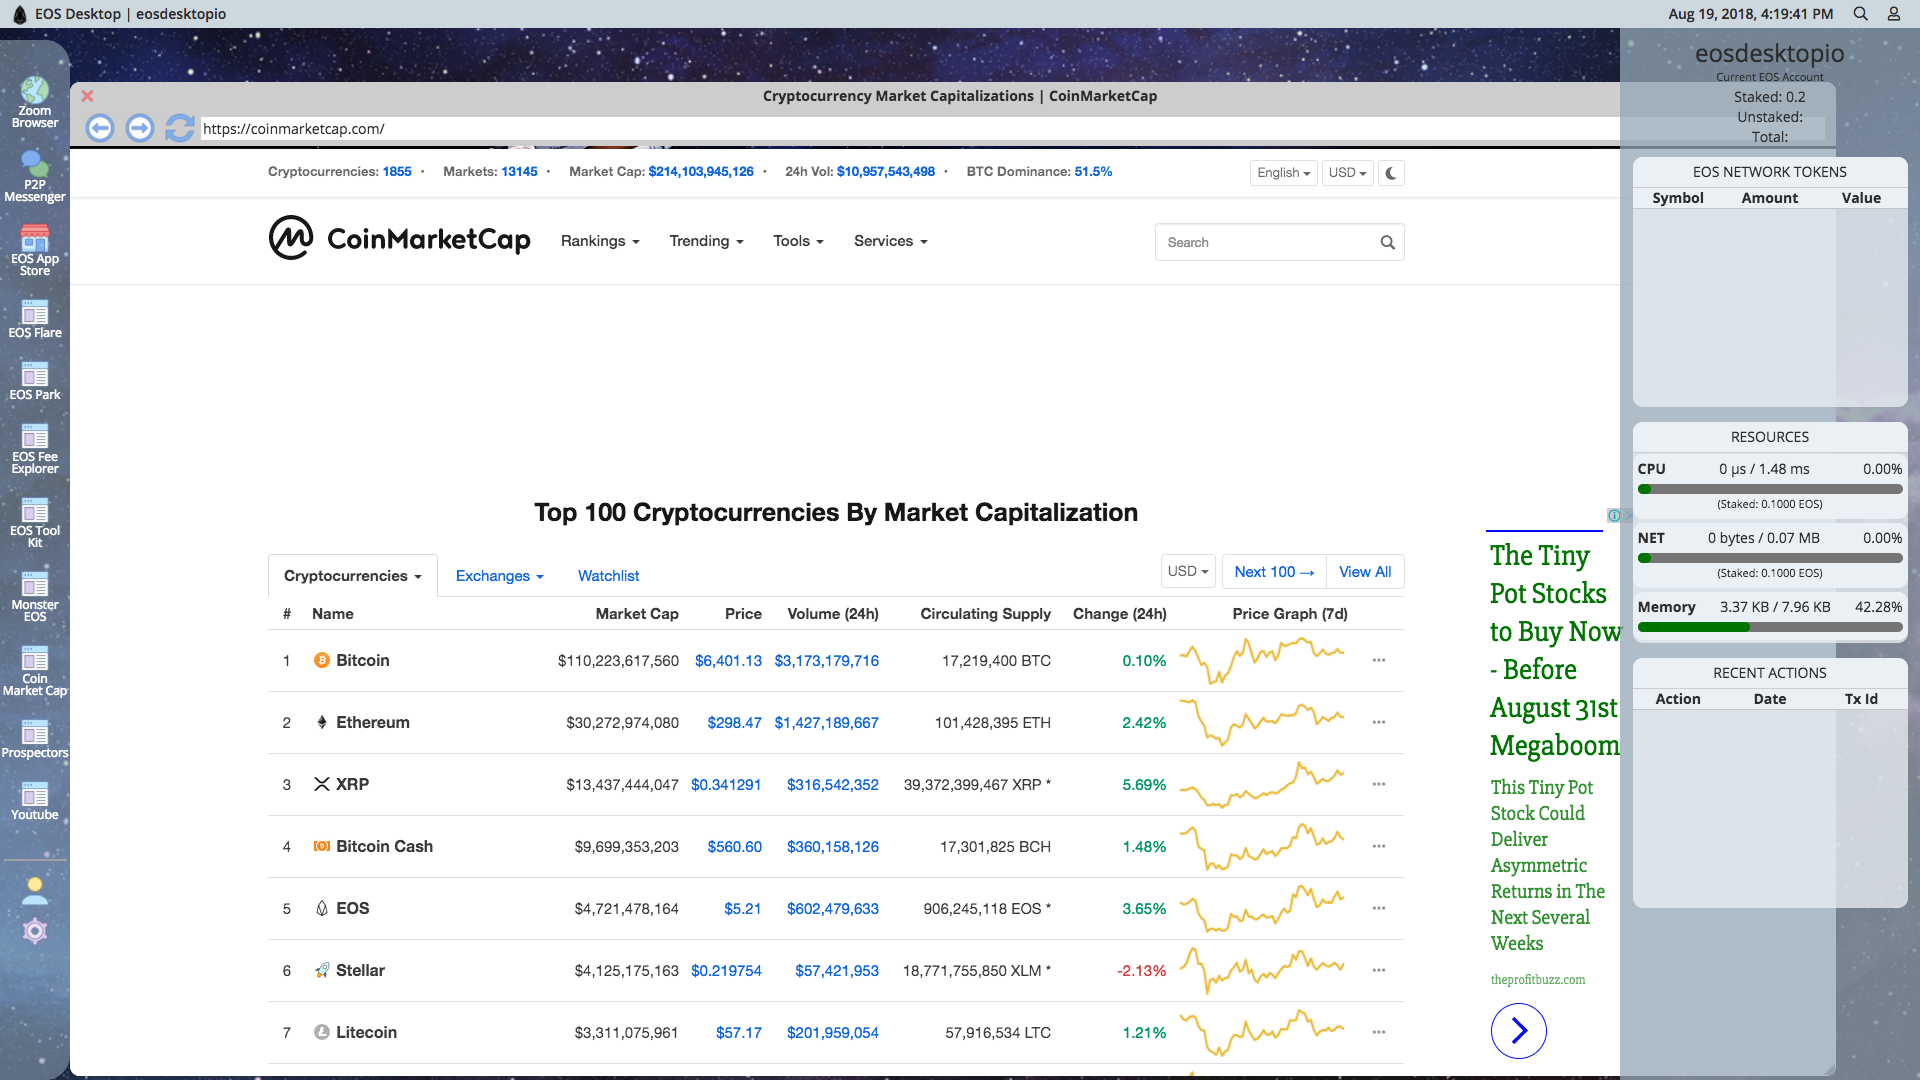 EOS Desktop | eosdesktopio
Aug 19, 2018, 4:19:41 PM
Zoom
Browser
P2P
Messenger
EOS App
Store
EOS Flare
EOS Park
EOS Fee
Explorer
EOS Tool
Kit
Monster
EOS
Coin
Market Cap
Prospectors
Youtube
Cryptocurrency Market Capitalizations | CoinMarketCap
https://coinmarketcap.com/
Cryptocurrencies: 1855 • Markets: 13145 • Market Cap: $214,103,945,126 • 24h Vol: $10,957,543,498 • BTC Dominance: 51.5%
English USD
CoinMarketCap Rankings Trending Tools Services Search
Top 100 Cryptocurrencies By Market Capitalization
Cryptocurrencies Exchanges Watchlist USD Next 100 → View All
# Name Market Cap Price Volume (24h) Circulating Supply Change (24h) Price Graph (7d)
1 Bitcoin $110,223,617,560 $6,401.13 $3,173,179,716 17,219,400 BTC 0.10%
2 Ethereum $30,272,974,080 $298.47 $1,427,189,667 101,428,395 ETH 2.42%
3 XRP $13,437,444,047 $0.341291 $316,542,352 39,372,399,467 XRP * 5.69%
4 Bitcoin Cash $9,699,353,203 $560.60 $360,158,126 17,301,825 BCH 1.48%
5 EOS $4,721,478,164 $5.21 $602,479,633 906,245,118 EOS * 3.65%
6 Stellar $4,125,175,163 $0.219754 $57,421,953 18,771,755,850 XLM * -2.13%
7 Litecoin $3,311,075,961 $57.17 $201,959,054 57,916,534 LTC 1.21%
The Tiny
Pot Stocks
to Buy Now
- Before
August 31st
Megaboom
This Tiny Pot
Stock Could
Deliver
Asymmetric
Returns in The
Next Several
Weeks
theprofitbuzz.com
eosdesktopio
Current EOS Account
Staked: 0.2
Unstaked:
Total:
EOS NETWORK TOKENS
Symbol Amount Value
RESOURCES
CPU 0 µs / 1.48 ms 0.00%
(Staked: 0.1000 EOS)
NET 0 bytes / 0.07 MB 0.00%
(Staked: 0.1000 EOS)
Memory 3.37 KB / 7.96 KB 42.28%
RECENT ACTIONS
Action Date Tx Id